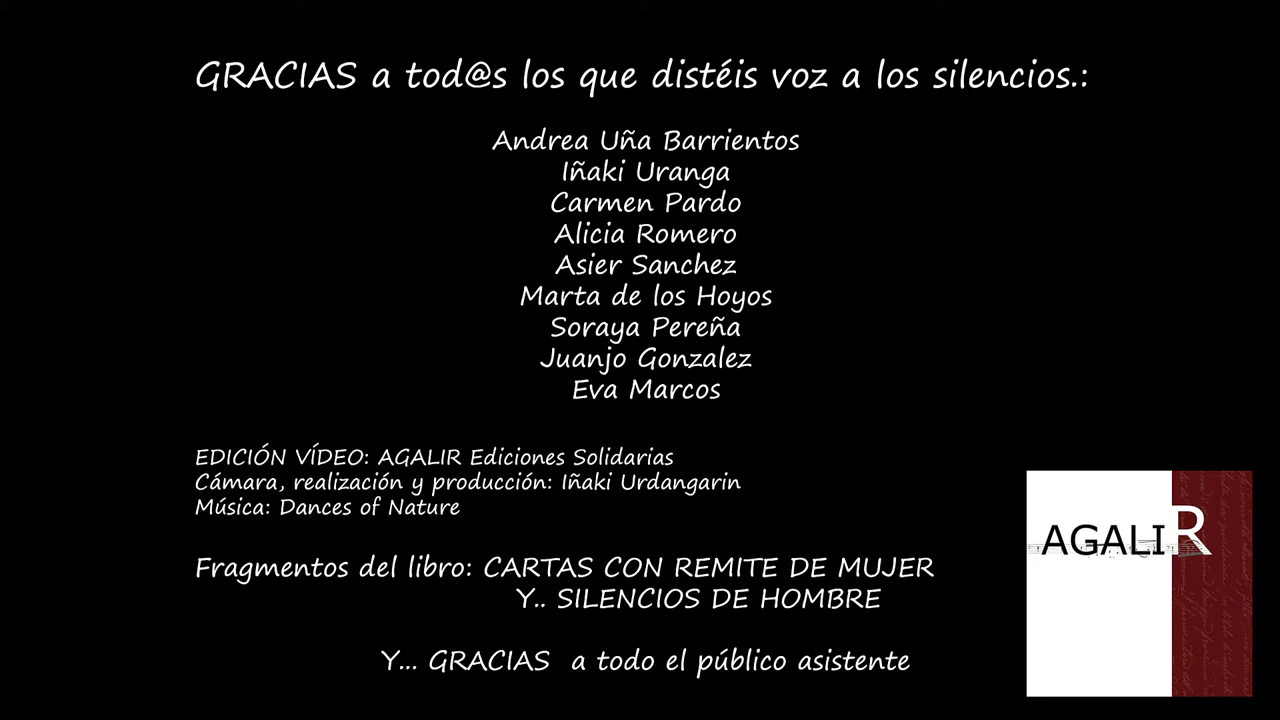 GRACIAS a tod@s los que distéis voz a los silencios.:
Andrea Uña Barrientos
Iñaki Uranga
Carmen Pardo
Alicia Romero
Asier Sanchez
Marta de los Hoyos
Soraya Pereña
Juanjo Gonzalez
Eva Marcos
EDICIÓN VÍDEO: AGALIR Ediciones Solidarias
Cámara, realización y producción: Iñaki Urdangarin
Música: Dances of Nature
Fragmentos del libro: CARTAS CON REMITE DE MUJER
Y.. SILENCIOS DE HOMBRE
Y... GRACIAS a todo el público asistente
AGALIR